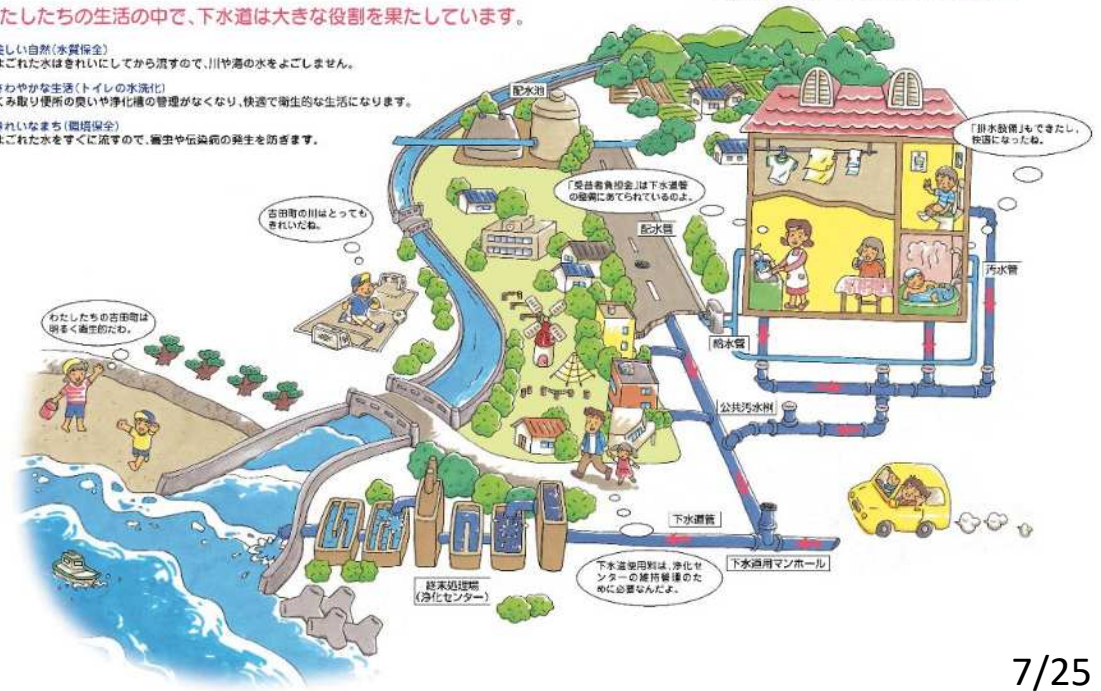 たしたちの生活の中で、下水道は大きな役割を果たしています。
しい自然(水質保全)
よごれた水はきれいにしてから流すので、川や海の水をよごしません。
さわやかな生活(トイレの水洗化)
くみ取り便所の臭いや浄化槽の管理がなくなり、快適で衛生的な生活になります。
きれいなまち(環境保全)
よごれた水をすぐに流すので、害虫や伝染病の発生を防ぎます。
配水池
「排水設備」もできたし、
快適になったね。
「受益者負担金」は下水道管
の整備にあてられているのよ。
吉田町の川はとっても
きれいだね。
配水管
汚水管
わたしたちの吉田町は
明るく衛生的だわ。
給水管
公共汚水桝
下水道管
下水道用マンホール
下水道使用料は、浄化セ
ンターの維持管理のた
めに必要なんだよ。
終末処理場
(浄化センター)
7/25